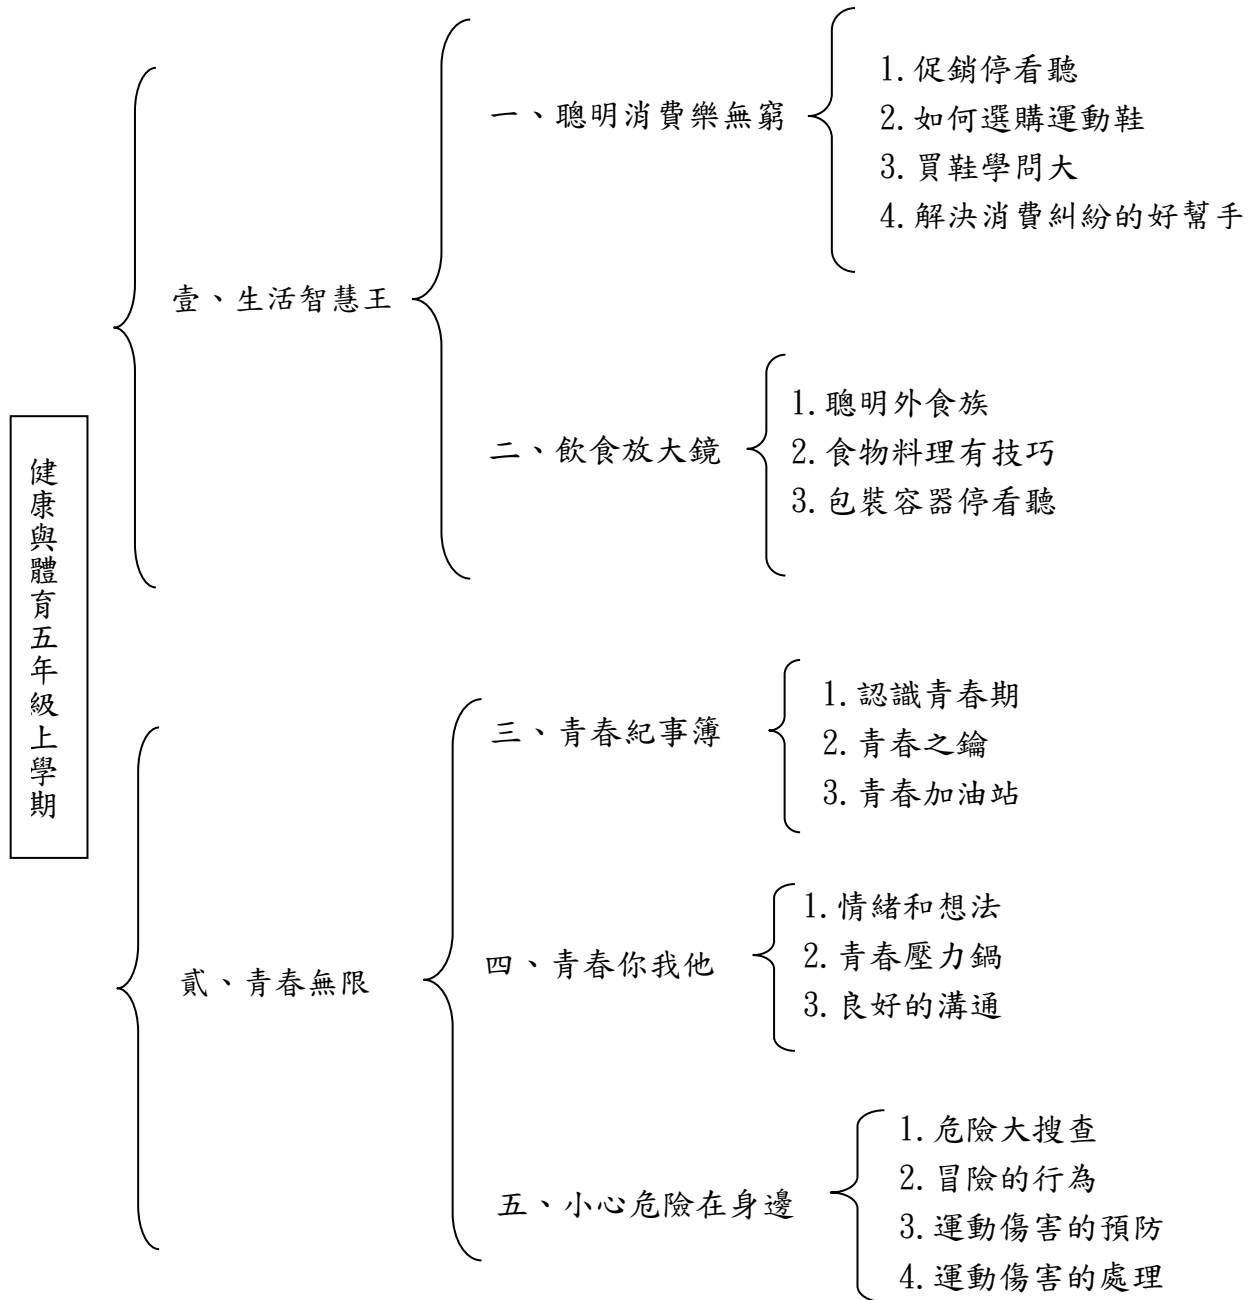 健康與體育五年級上學期
壹、生活智慧王
一、聰明消費樂無窮
1.促銷停看聽
2.如何選購運動鞋
3.買鞋學問大
4.解決消費糾紛的好幫手
二、飲食放大鏡
1.聰明外食族
2.食物料理有技巧
3.包裝容器停看聽
貳、青春無限
三、青春紀事簿
1.認識青春期
2.青春之鑰
3.青春加油站
四、青春你我他
1.情緒和想法
2.青春壓力鍋
3.良好的溝通
五、小心危險在身邊
1.危險大搜查
2.冒險的行為
3.運動傷害的預防
4.運動傷害的處理